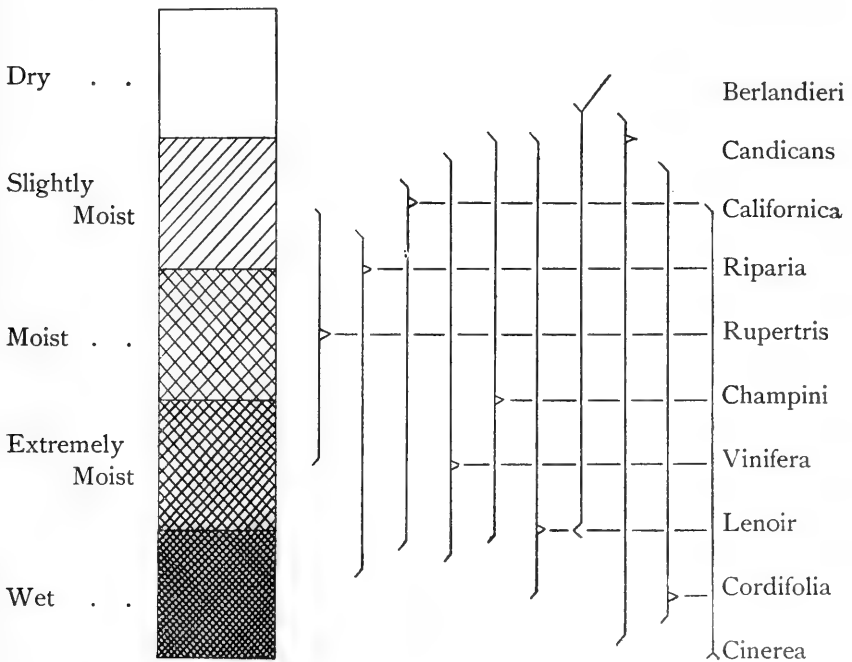 Dry . .
Slightly
Moist
Moist . .
Extremely
Moist
Wet . .
Berlandieri
Candicans
Californica
Riparia
Rupertris
Champini
Vinifera
Lenoir
Cordifolia
Cinerea